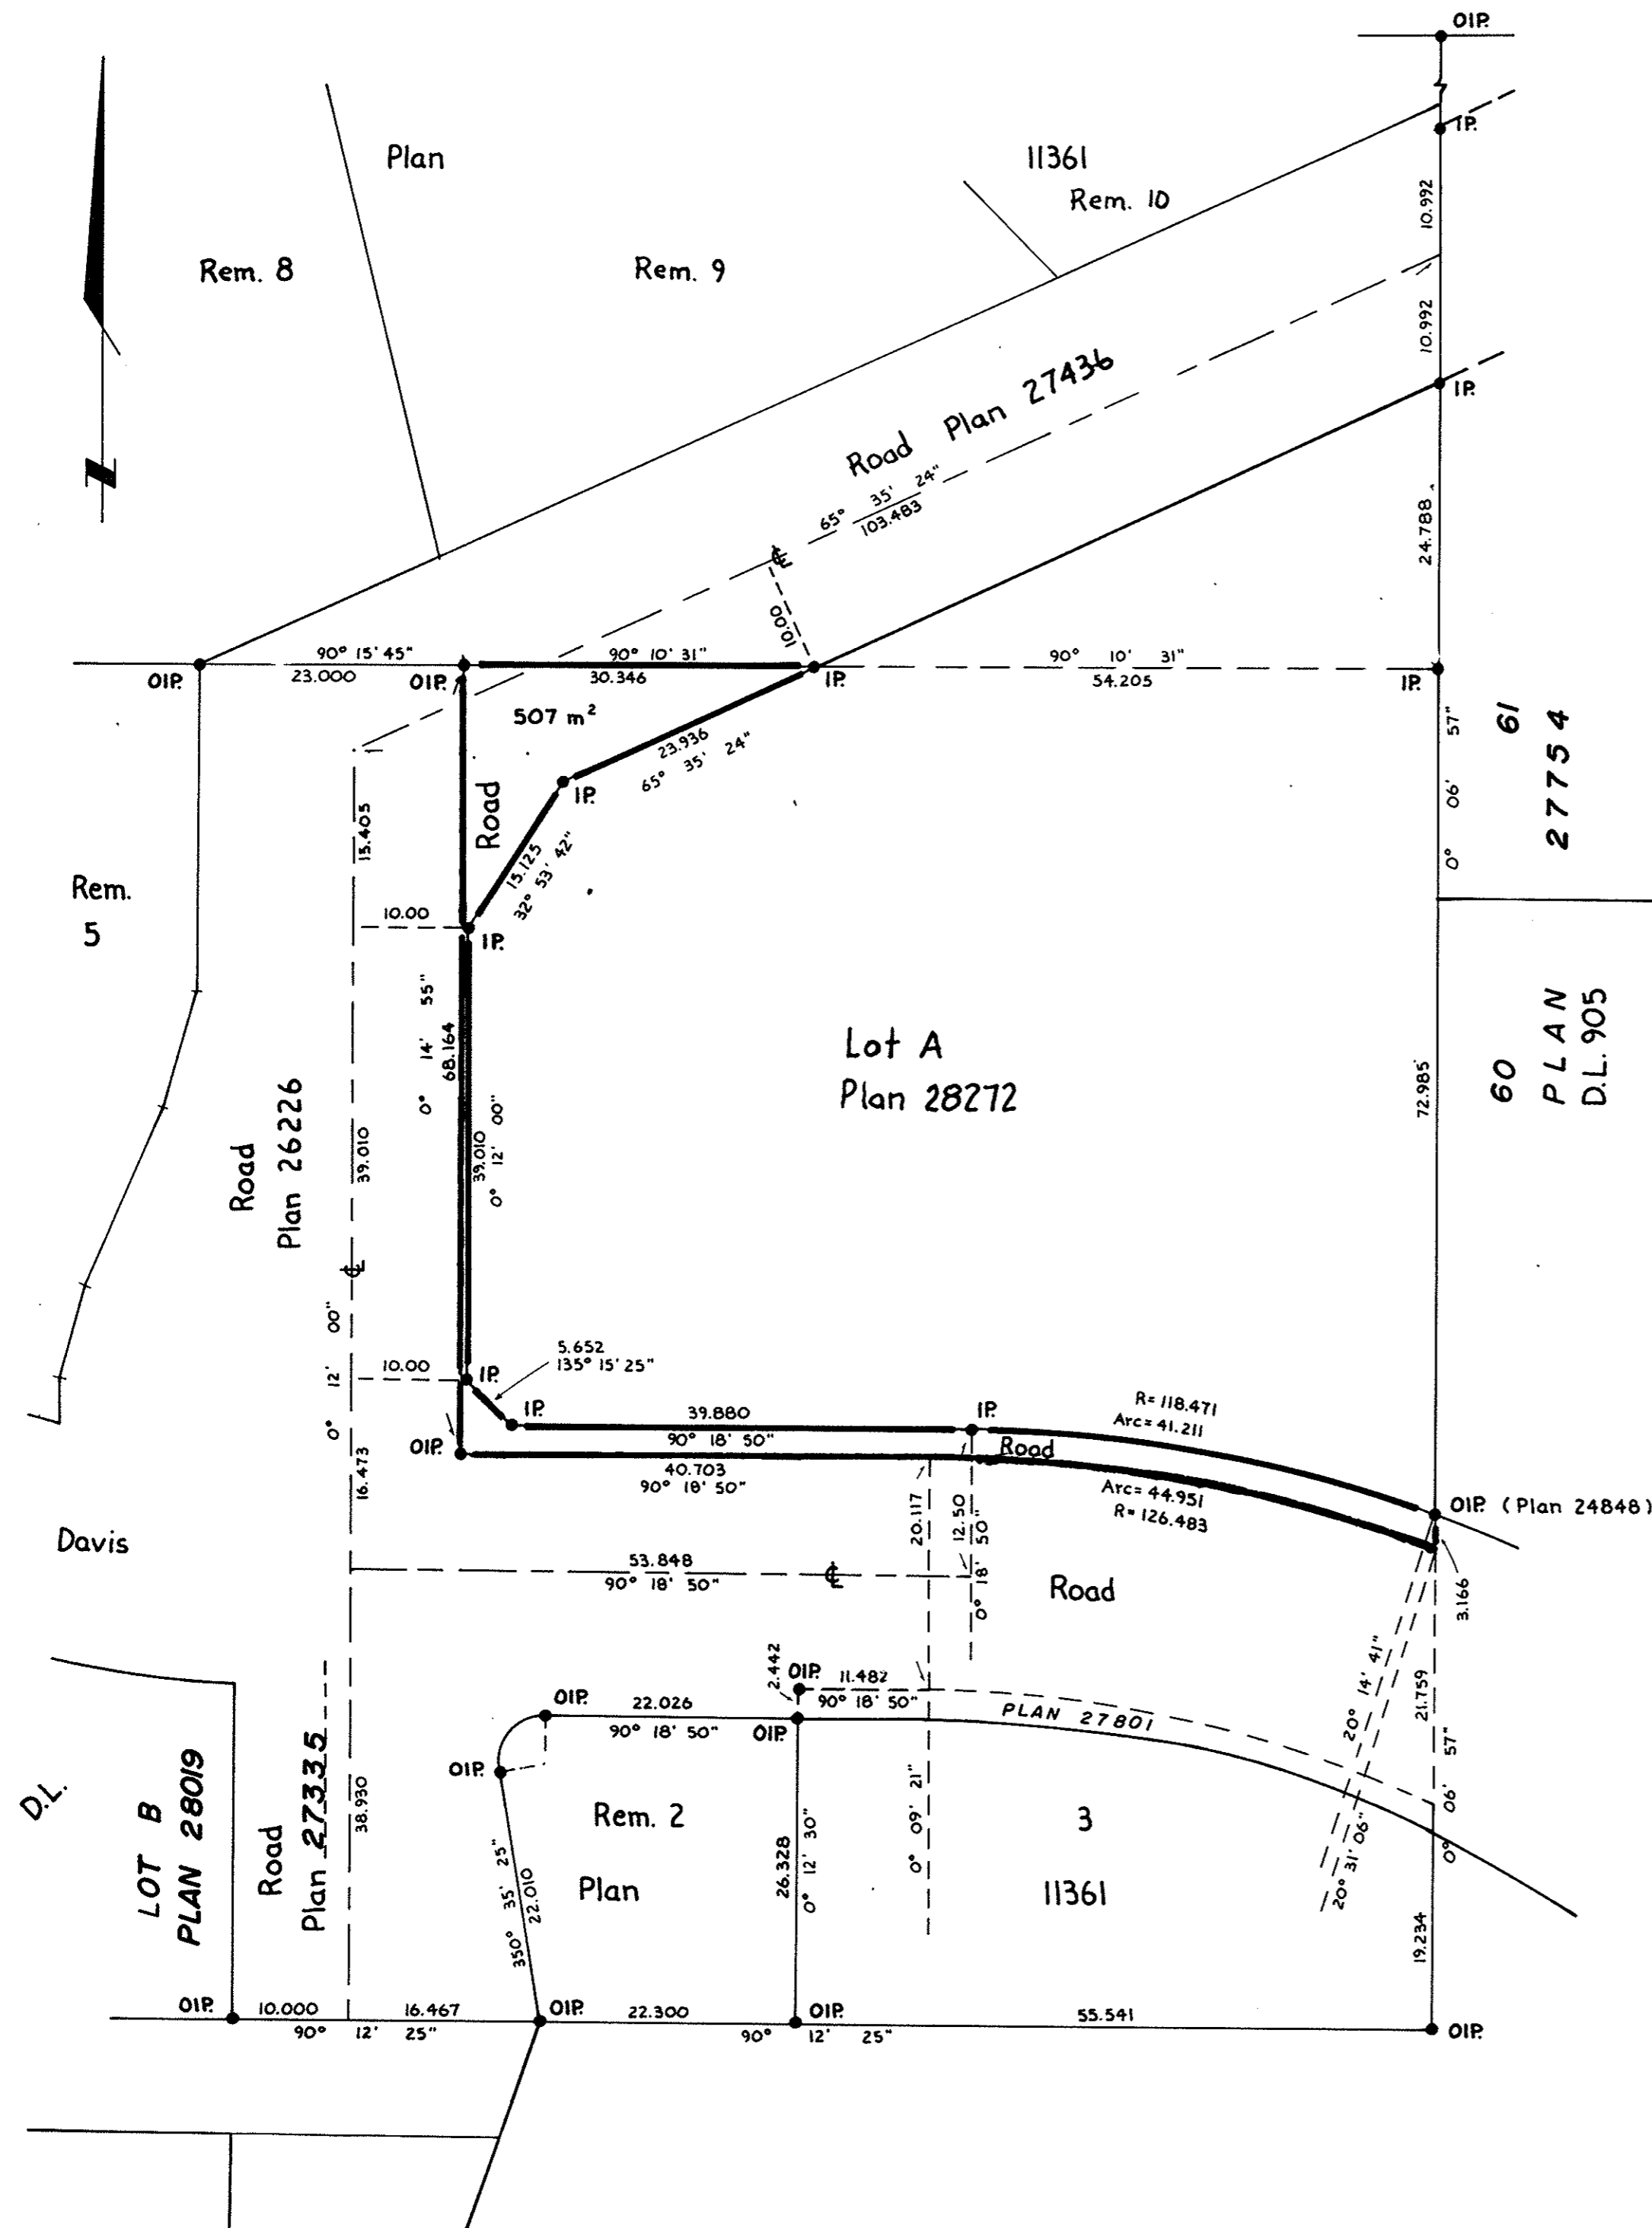 OIP.
IP.
Plan
11361
Rem. 10
10.992
Rem. 8
Rem. 9
10.992
IP.
Road Plan 27436
65° 35' 24"
103.483
24.788
N
℄
10.00
90° 15' 45"
23.000
OIP.
OIP.
90° 10' 31"
30.346
IP.
90° 10' 31"
54.205
IP.
507 m²
23.936
65° 35' 24"
IP.
Road
15.125
32° 53' 42"
15.405
10.00
IP.
0° 06' 57"
61
27754
Rem.
5
0° 14' 55"
68.164
39.010
0° 12' 00"
Lot A
Plan 28272
72.985
60
PLAN
D.L. 905
Road
Plan 26226
39.010
℄
0° 12' 00"
10.00
IP.
5.652
135° 15' 25"
IP.
39.880
90° 18' 50"
IP.
R= 118.471
Arc= 41.211
Road
OIP.
40.703
90° 18' 50"
Arc= 44.951
R= 126.483
OIP. (Plan 24848)
16.473
20.117
12.50
0° 18' 50"
3.166
Davis
53.848
90° 18' 50"
℄
Road
20° 14' 41"
20° 31' 06"
21.759
0° 06' 57"
2.442
OIP.
11.482
90° 18' 50"
OIP.
22.026
90° 18' 50"
OIP.
PLAN 27801
OIP.
D.L.
LOT B
PLAN 28019
Road
Plan 27335
38.930
350° 35' 25"
22.010
Rem. 2
Plan
26.328
0° 12' 30"
0° 09' 21"
3
11361
19.234
OIP.
10.000
16.467
90° 12' 25"
OIP.
22.300
OIP.
90° 12' 25"
55.541
OIP.